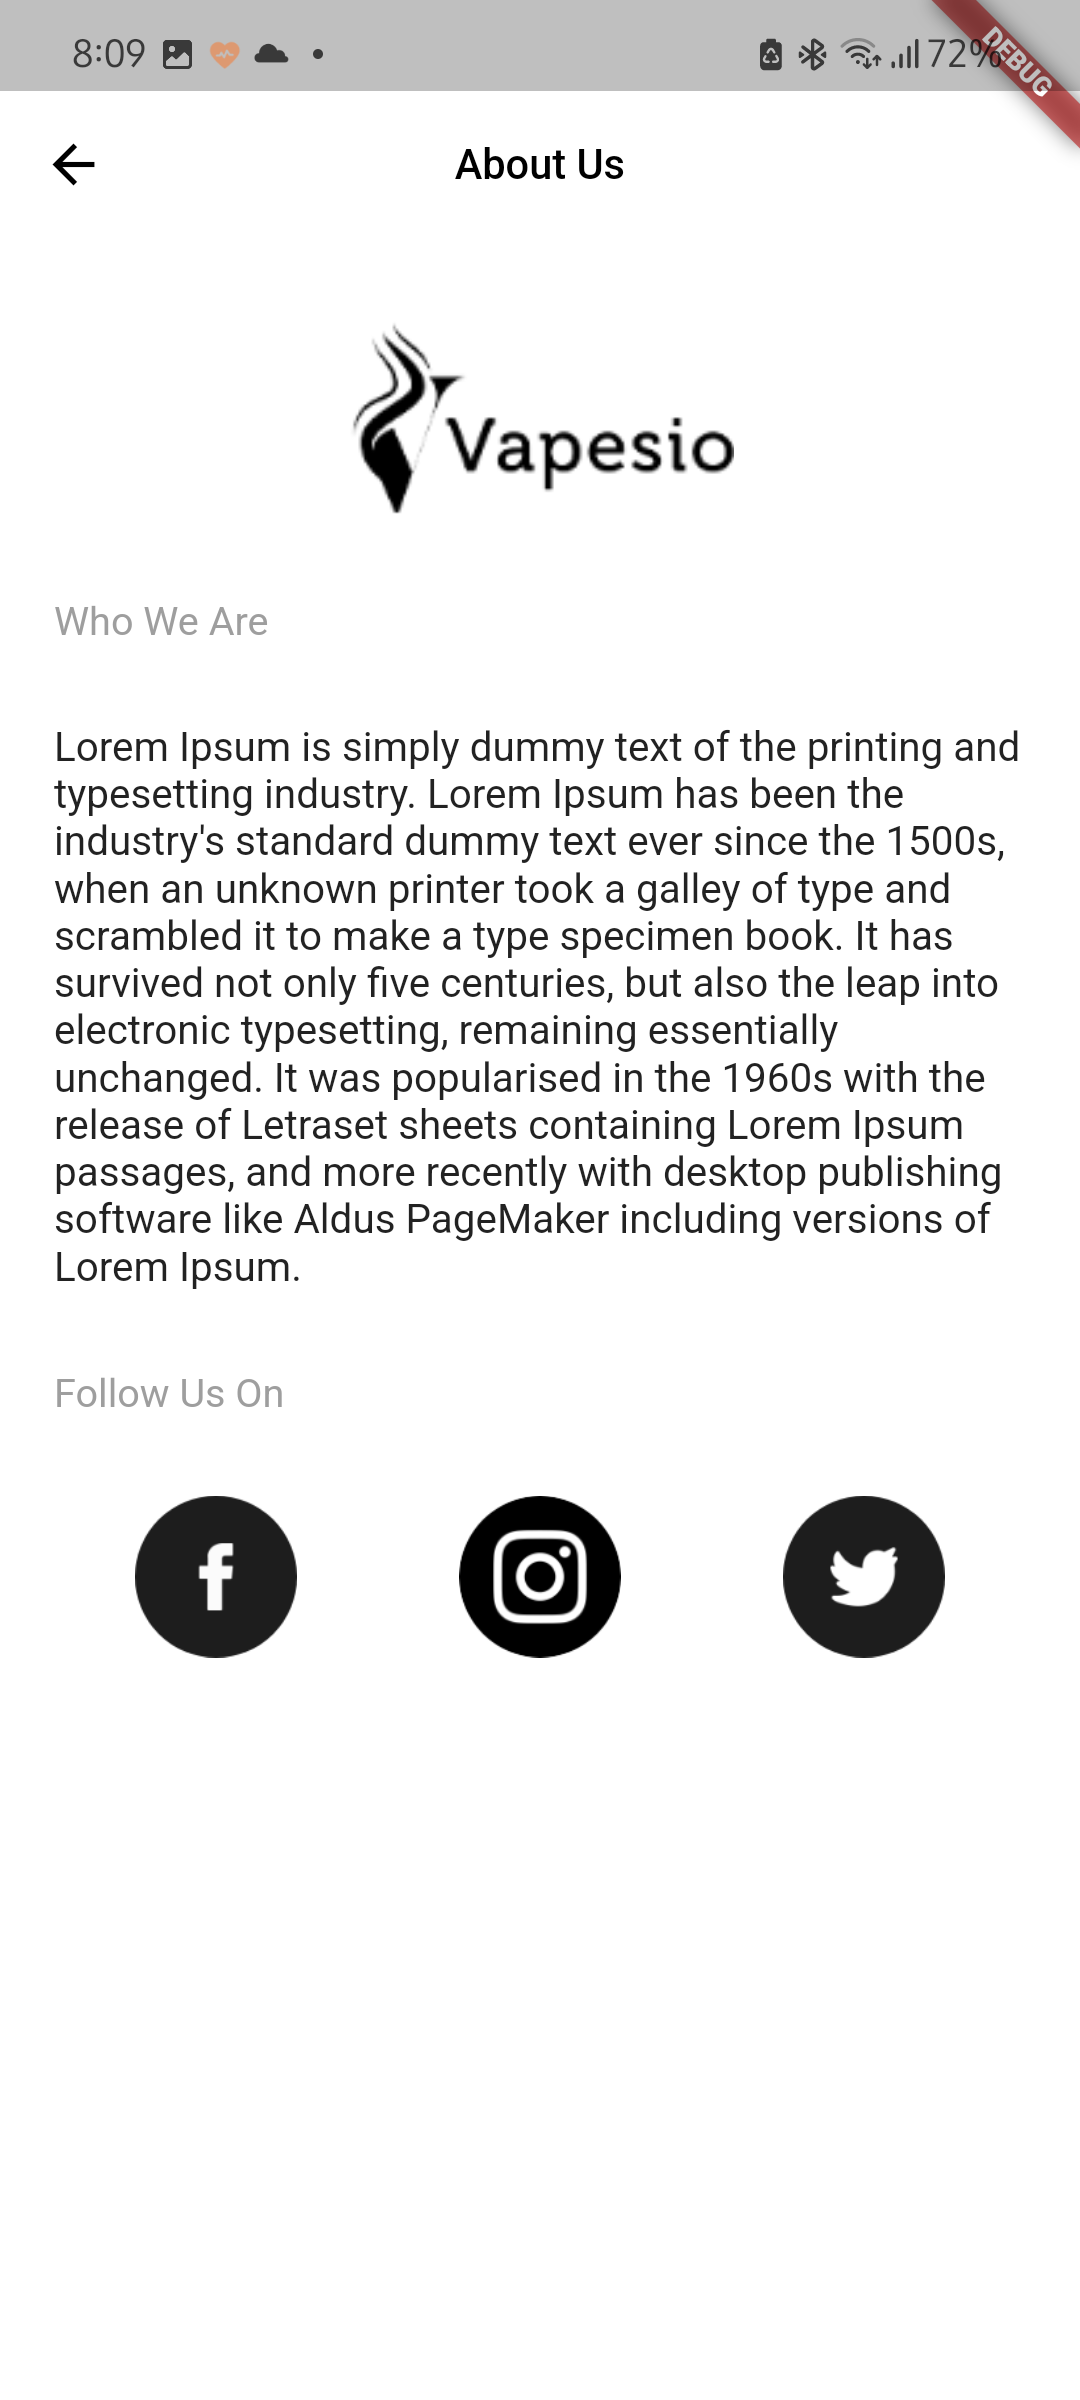 8:09
72%
DEBUG
About Us
Vapesio
Who We Are
Lorem Ipsum is simply dummy text of the printing and
typesetting industry. Lorem Ipsum has been the
industry's standard dummy text ever since the 1500s,
when an unknown printer took a galley of type and
scrambled it to make a type specimen book. It has
survived not only five centuries, but also the leap into
electronic typesetting, remaining essentially
unchanged. It was popularised in the 1960s with the
release of Letraset sheets containing Lorem Ipsum
passages, and more recently with desktop publishing
software like Aldus PageMaker including versions of
Lorem Ipsum.
Follow Us On